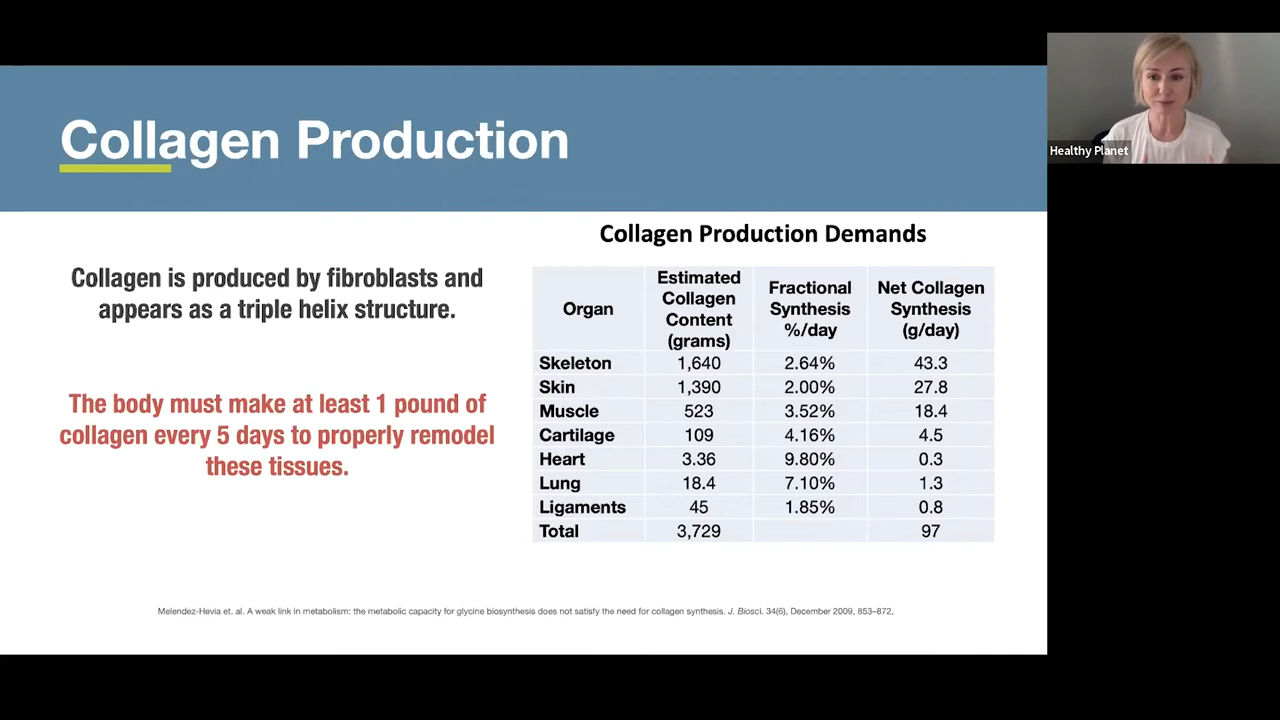 Collagen Production
Healthy Planet
Collagen is produced by fibroblasts and
appears as a triple helix structure.
The body must make at least 1 pound of
collagen every 5 days to properly remodel
these tissues.
Collagen Production Demands
Organ
Estimated
Collagen
Content
(grams)
Fractional
Synthesis
%/day
Net Collagen
Synthesis
(g/day)
Skeleton 1,640 2.64% 43.3
Skin 1,390 2.00% 27.8
Muscle 523 3.52% 18.4
Cartilage 109 4.16% 4.5
Heart 3.36 9.80% 0.3
Lung 18.4 7.10% 1.3
Ligaments 45 1.85% 0.8
Total 3,729 97
Melendez-Hevia et. al. A weak link in metabolism: the metabolic capacity for glycine biosynthesis does not satisfy the need for collagen synthesis. J. Biosci. 34(6), December 2009, 853–872,